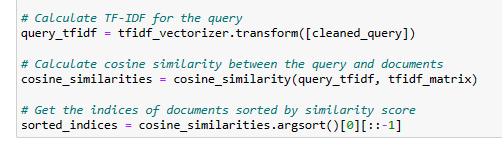 # Calculate TF-IDF for the query
query_tfidf = tfidf_vectorizer.transform([cleaned_query])
# Calculate cosine similarity between the query and documents
cosine_similarities = cosine_similarity(query_tfidf, tfidf_matrix)
# Get the indices of documents sorted by similarity score
sorted_indices = cosine_similarities.argsort()[0][::-1]